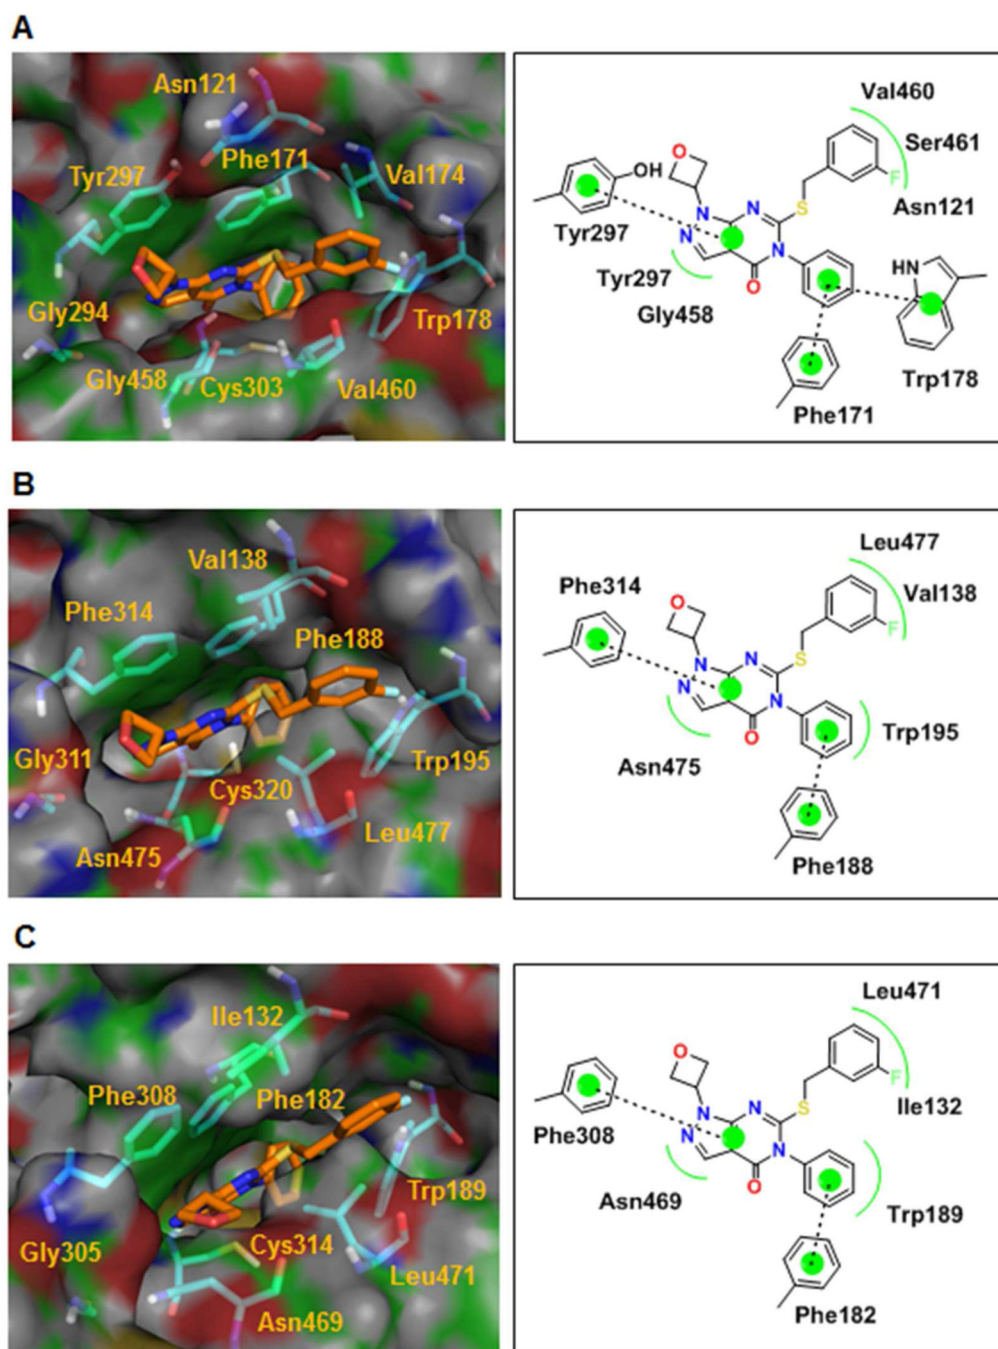 A
Asn121
Phe171
Tyr297
Val174
Gly294
Trp178
Gly458
Cys303
Val460
Val460
Ser461
F
Asn121
O
OH
N
N
S
Tyr297
N
N
HN
Tyr297
O
Gly458
Trp178
Phe171
B
Val138
Phe314
Phe188
Gly311
Trp195
Cys320
Leu477
Asn475
Leu477
Phe314
Val138
O
F
N
N
S
N
N
O
Trp195
Asn475
Phe188
C
Ile132
Phe308
Phe182
Trp189
Gly305
Cys314
Leu471
Asn469
Leu471
O
F
Ile132
N
N
S
Phe308
N
N
O
Asn469
Trp189
Phe182